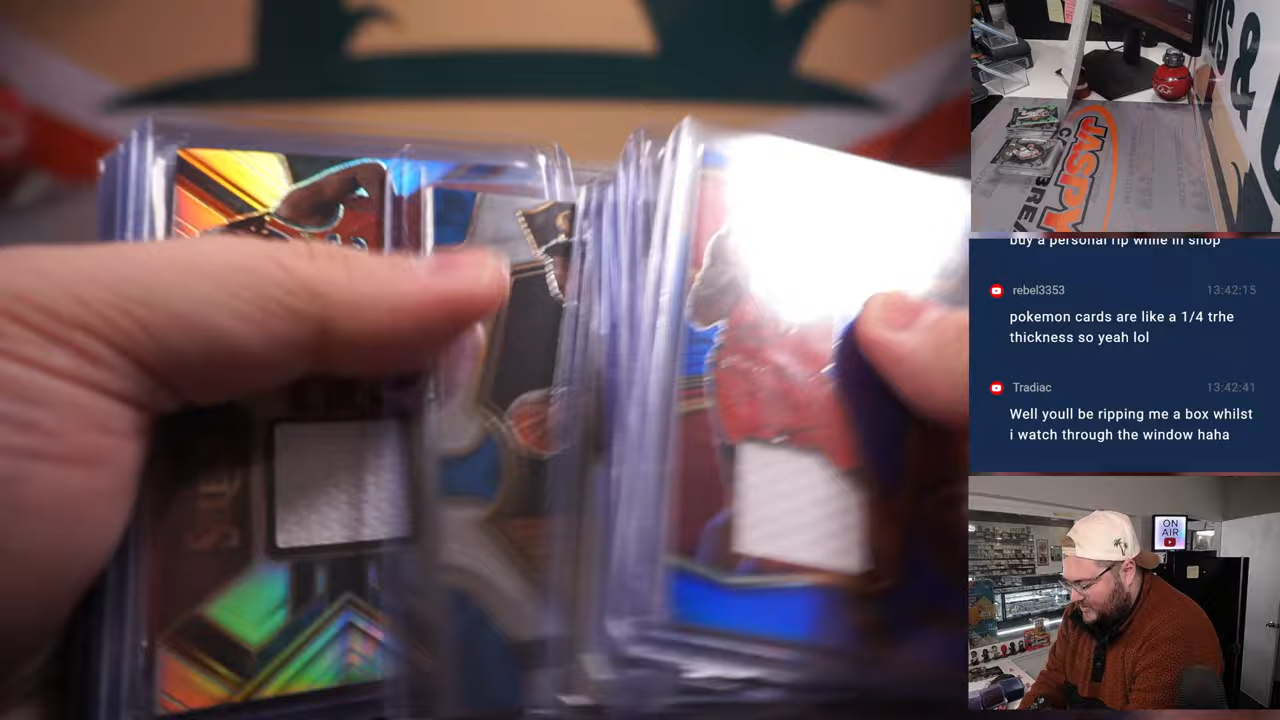 US &
JASPY
buy a personal rip while in shop
rebel3353 13:42:15
pokemon cards are like a 1/4 trhe
thickness so yeah lol
Tradiac 13:42:41
Well youll be ripping me a box whilst
i watch through the window haha
ON
AIR